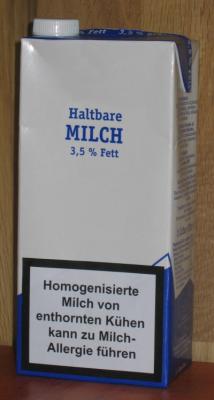 Haltbare
MILCH
3,5 % Fett
Homogenisierte
Milch von
enthornten Kühen
kann zu Milch-
Allergie führen